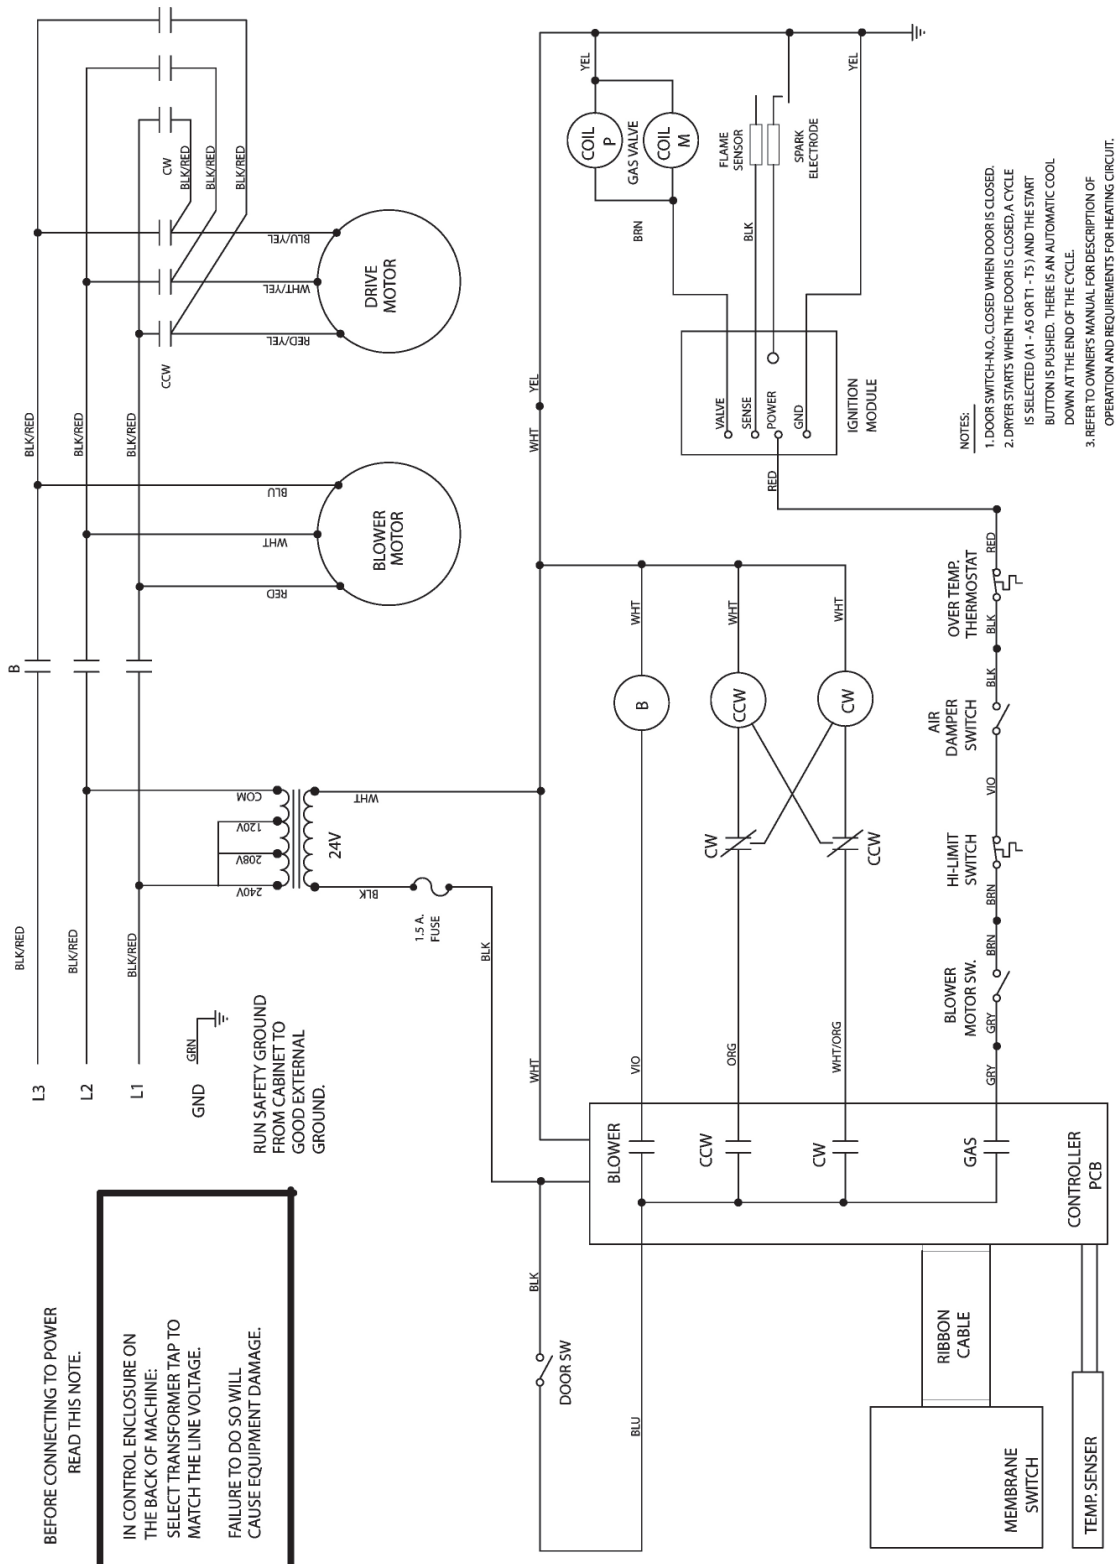 BEFORE CONNECTING TO POWER
READ THIS NOTE.
IN CONTROL ENCLOSURE ON
THE BACK OF MACHINE:
SELECT TRANSFORMER TAP TO
MATCH THE LINE VOLTAGE.
FAILURE TO DO SO WILL
CAUSE EQUIPMENT DAMAGE.
L3
BLK/RED
B
BLK/RED
L2
BLK/RED
BLK/RED
L1
BLK/RED
BLK/RED
GND
GRN
RUN SAFETY GROUND
FROM CABINET TO
GOOD EXTERNAL
GROUND.
240V
208V
120V
COM
24V
BLK
WHT
1.5 A.
FUSE
BLK
RED
WHT
BLU
BLOWER
MOTOR
CCW
CW
BLK/RED
BLK/RED
BLK/RED
RED/YEL
WHT/YEL
BLU/YEL
DRIVE
MOTOR
WHT
WHT
YEL
BLK
DOOR SW
BLU
BLOWER
VIO
B
WHT
CCW
ORG
CW
CCW
WHT
CW
WHT/ORG
CCW
CW
WHT
GAS
GRY
GRY
BLOWER
MOTOR SW.
BRN
BRN
HI-LIMIT
SWITCH
VIO
AIR
DAMPER
SWITCH
BLK
BLK
OVER TEMP.
THERMOSTAT
RED
RED
CONTROLLER
PCB
RIBBON
CABLE
MEMBRANE
SWITCH
TEMP. SENSER
VALVE
SENSE
POWER
GND
IGNITION
MODULE
BRN
BLK
COIL
P
GAS VALVE
COIL
M
YEL
FLAME
SENSOR
SPARK
ELECTRODE
YEL
NOTES:
1. DOOR SWITCH-N.O., CLOSED WHEN DOOR IS CLOSED.
2. DRYER STARTS WHEN THE DOOR IS CLOSED, A CYCLE
IS SELECTED (A1 - A5 OR T1 - T5 ) AND THE START
BUTTON IS PUSHED. THERE IS AN AUTOMATIC COOL
DOWN AT THE END OF THE CYCLE.
3. REFER TO OWNER'S MANUAL FOR DESCRIPTION OF
OPERATION AND REQUIREMENTS FOR HEATING CIRCUIT.